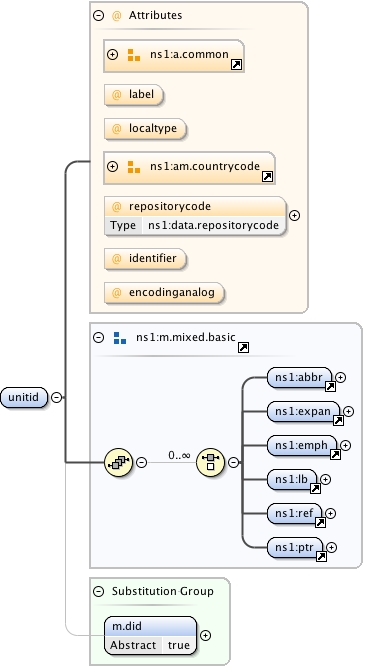 Attributes
ns1:a.common
@ label
@ localtype
ns1:am.countrycode
@ repositorycode
Type ns1:data.repositorycode
@ identifier
@ encodinganalog
ns1:m.mixed.basic
unitid
0..∞
ns1:abbr
ns1:expan
ns1:emph
ns1:lb
ns1:ref
ns1:ptr
Substitution Group
m.did
Abstract true